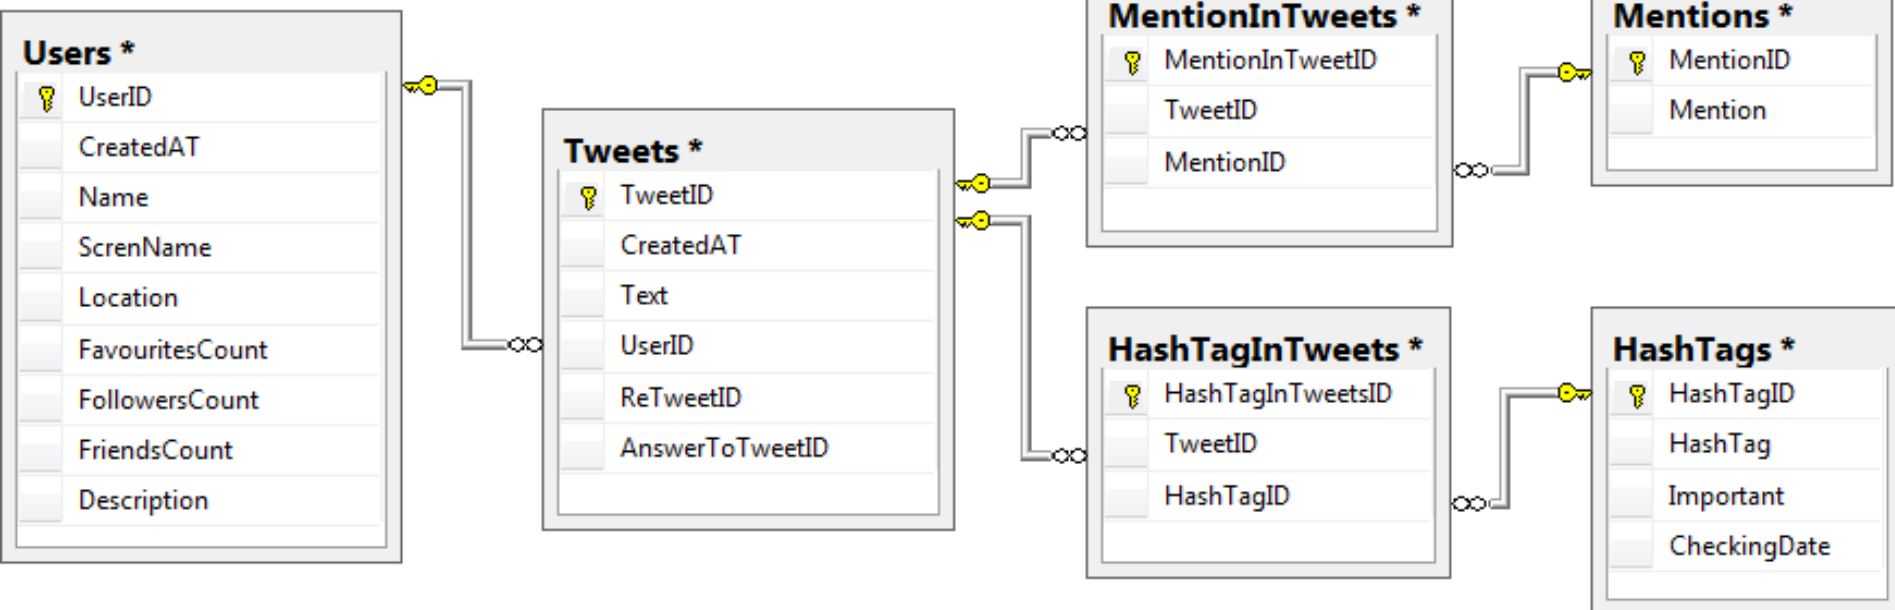 Users *
UserID
CreatedAT
Name
ScrenName
Location
FavouritesCount
FollowersCount
FriendsCount
Description
Tweets *
TweetID
CreatedAT
Text
UserID
ReTweetID
AnswerToTweetID
MentionInTweets *
MentionInTweetID
TweetID
MentionID
Mentions *
MentionID
Mention
HashTagInTweets *
HashTagInTweetsID
TweetID
HashTagID
HashTags *
HashTagID
HashTag
Important
CheckingDate